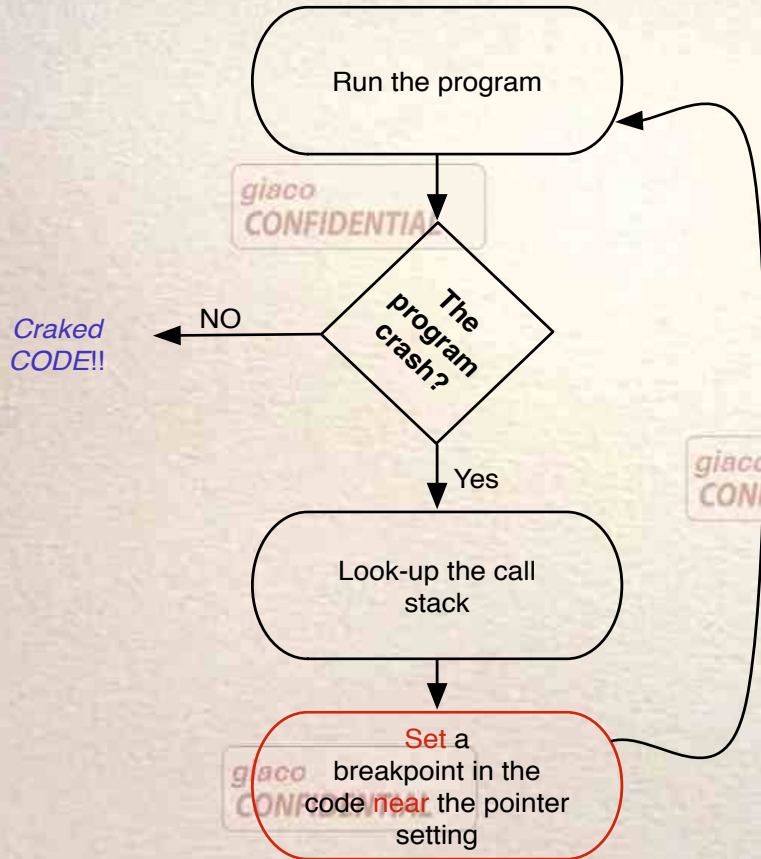 Run the program
giaco
CONFIDENTIAL
The
program
crash?
NO
Craked
CODE!!
Yes
giaco
Look-up the call
stack
Set a
breakpoint in the
code near the pointer
setting
giaco
CONFIDENTIAL